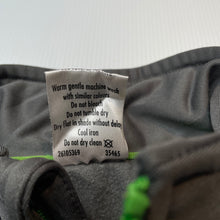 Warm gentle machine wash
with similar colours
Do not bleach
Do not tumble dry
Dry flat in shade without delay
Cool iron
Do not dry clean
26105369 35465